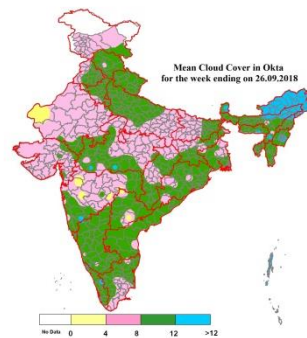 Mean Cloud Cover in Okta
for the week ending on 26.09.2018
No Data 0 4 8 12 >12